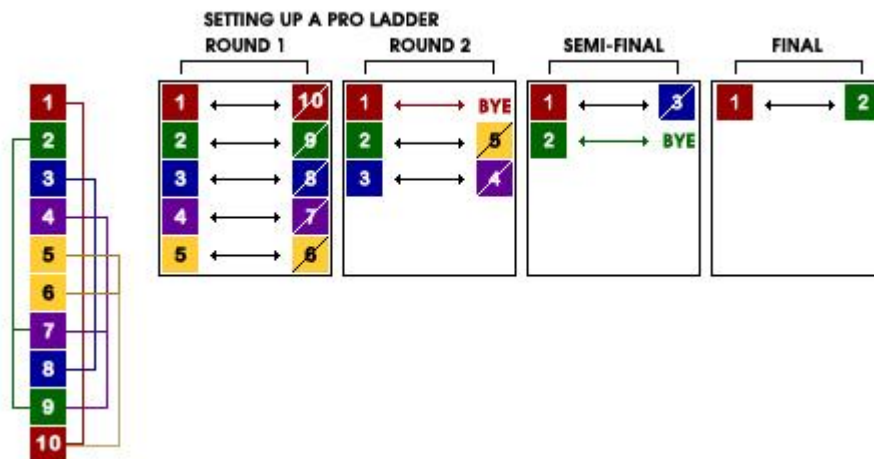 SETTING UP A PRO LADDER
ROUND 1 ROUND 2 SEMI-FINAL FINAL
1 1 10 1 BYE 1 3 1 2
2 2 9 2 5 2 BYE
3 3 8 3 4
4 4 7
5 5 6
6
7
8
9
10